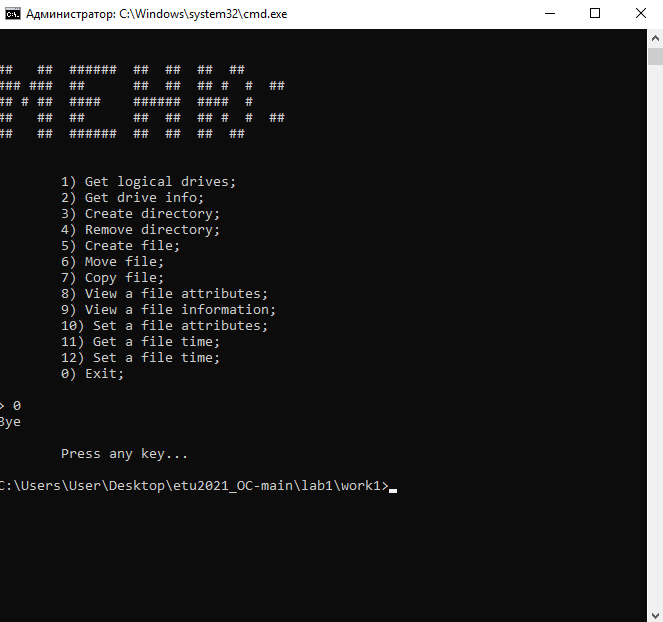 Администратор: C:\Windows\system32\cmd.exe
##   ##  ######  ##  ##  ##  ##
### ###  ##      ##  ##  ## #  #  ##
## # ##  ####    ######  ####  #
##   ##  ##      ##  ##  ## #  #  ##
##   ##  ######  ##  ##  ##  ##
1) Get logical drives;
2) Get drive info;
3) Create directory;
4) Remove directory;
5) Create file;
6) Move file;
7) Copy file;
8) View a file attributes;
9) View a file information;
10) Set a file attributes;
11) Get a file time;
12) Set a file time;
0) Exit;
> 0
Bye
Press any key...
C:\Users\User\Desktop\etu2021_OC-main\lab1\work1>